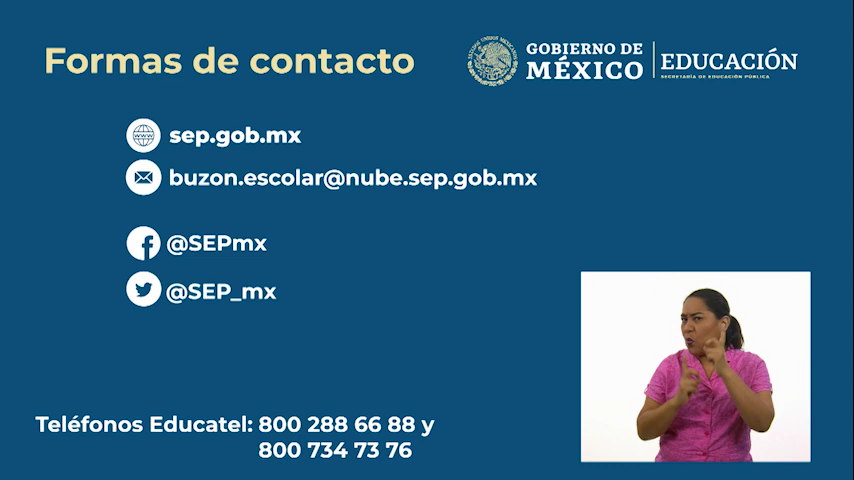 Formas de contacto
GOBIERNO DE
MÉXICO
EDUCACIÓN
SECRETARÍA DE EDUCACIÓN PÚBLICA
www
sep.gob.mx
buzon.escolar@nube.sep.gob.mx
@SEPmx
@SEP_mx
Teléfonos Educatel: 800 288 66 88 y
800 734 73 76